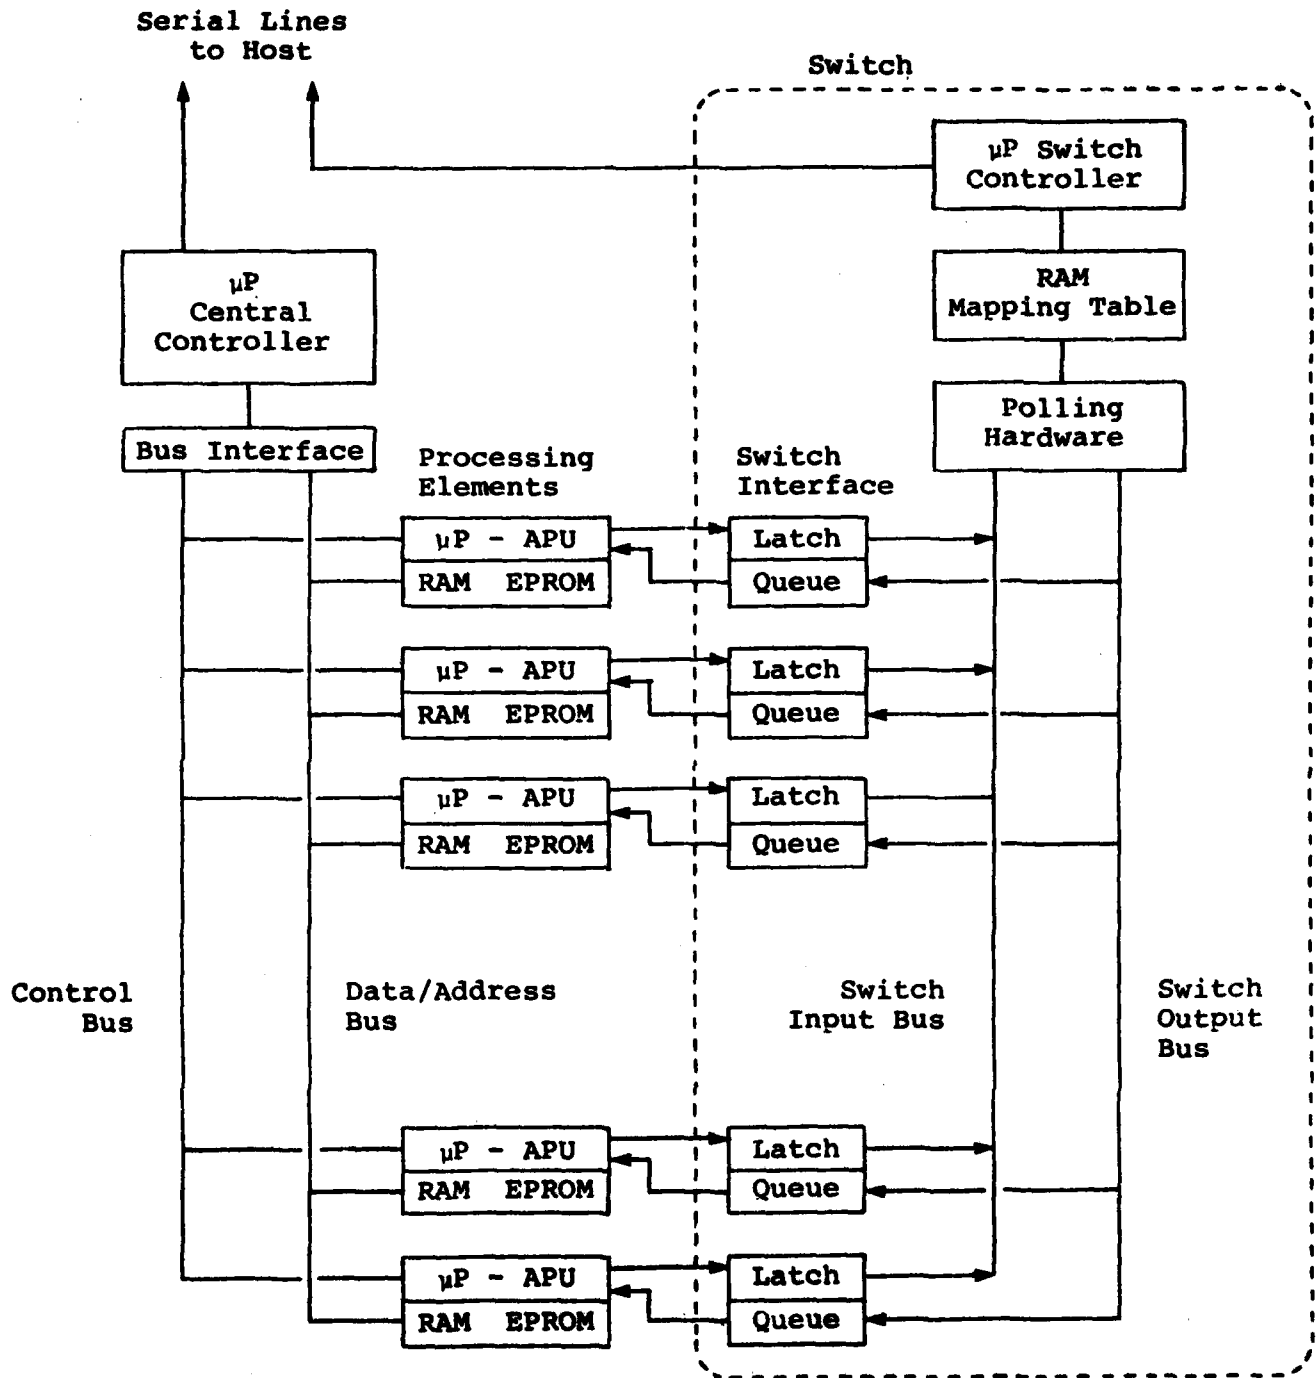 Serial Lines
to Host
Switch
µP Switch
Controller
RAM
Mapping Table
µP
Central
Controller
Polling
Hardware
Bus Interface
Processing
Elements
Switch
Interface
µP - APU
RAM EPROM
Latch
Queue
µP - APU
RAM EPROM
Latch
Queue
µP - APU
RAM EPROM
Latch
Queue
Control
Bus
Data/Address
Bus
Switch
Input Bus
Switch
Output
Bus
µP - APU
RAM EPROM
Latch
Queue
µP - APU
RAM EPROM
Latch
Queue